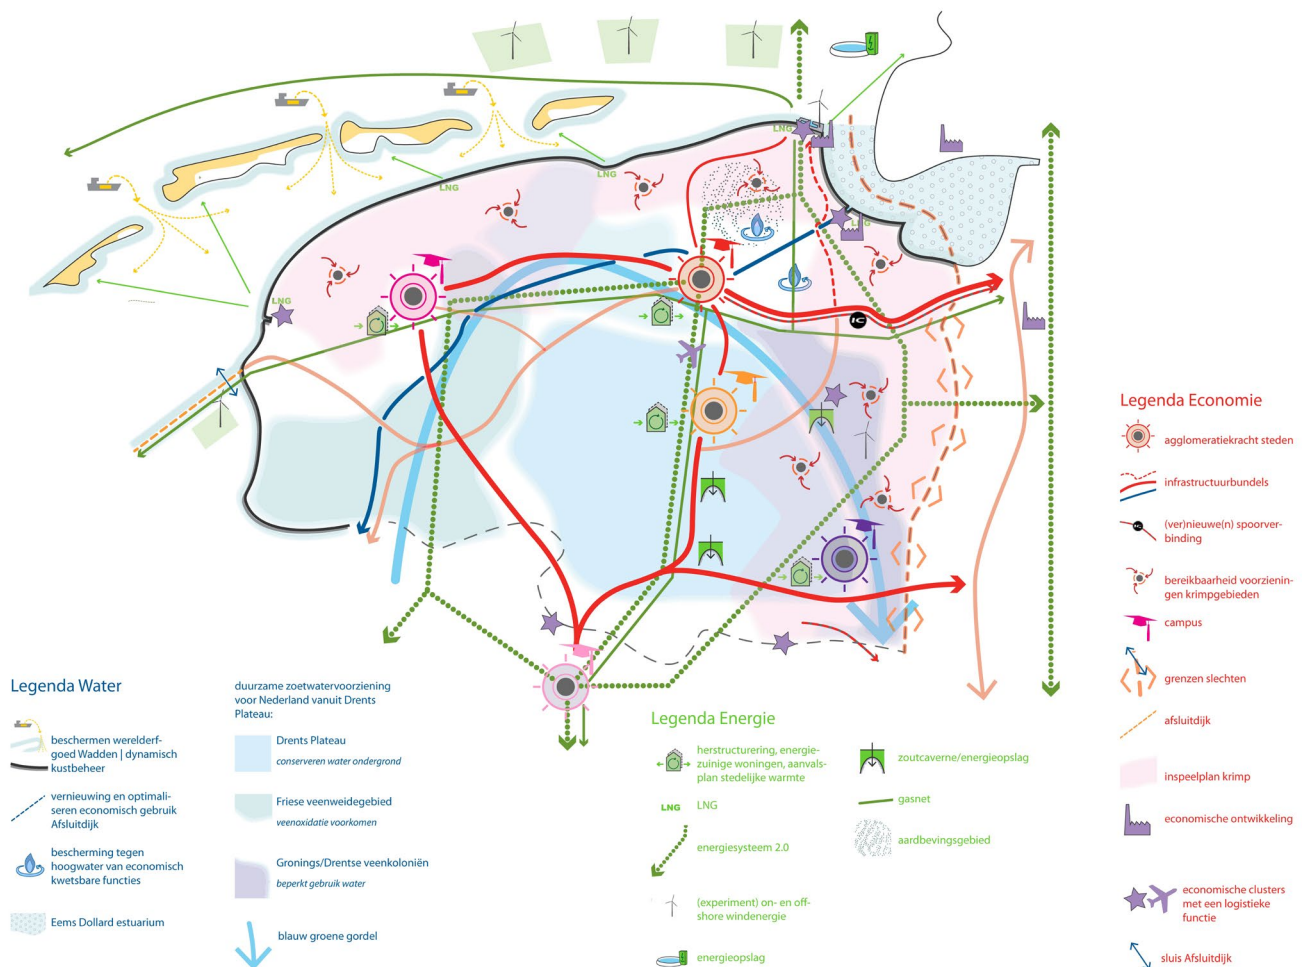 LNG
LNG
LNG
LNG
LNG
IC
Legenda Water
beschermen werelderf-
goed Wadden | dynamisch
kustbeheer
vernieuwing en optimali-
seren economisch gebruik
Afsluitdijk
bescherming tegen
hoogwater van economisch
kwetsbare functies
Eems Dollard estuarium
duurzame zoetwatervoorziening
voor Nederland vanuit Drents
Plateau:
Drents Plateau
conserveren water ondergrond
Friese veenweidegebied
veenoxidatie voorkomen
Gronings/Drentse veenkoloniën
beperkt gebruik water
blauw groene gordel
Legenda Energie
herstructurering, energie-
zuinige woningen, aanvals-
plan stedelijke warmte
LNG
LNG
energiesysteem 2.0
(experiment) on- en off-
shore windenergie
energieopslag
zoutcaverne/energieopslag
gasnet
aardbevingsgebied
Legenda Economie
agglomeratiekracht steden
infrastructuurbundels
IC
(ver)nieuwe(n) spoorver-
binding
bereikbaarheid voorzienin-
gen krimpgebieden
campus
grenzen slechten
afsluitdijk
inspeelplan krimp
economische ontwikkeling
economische clusters
met een logistieke
functie
sluis Afsluitdijk